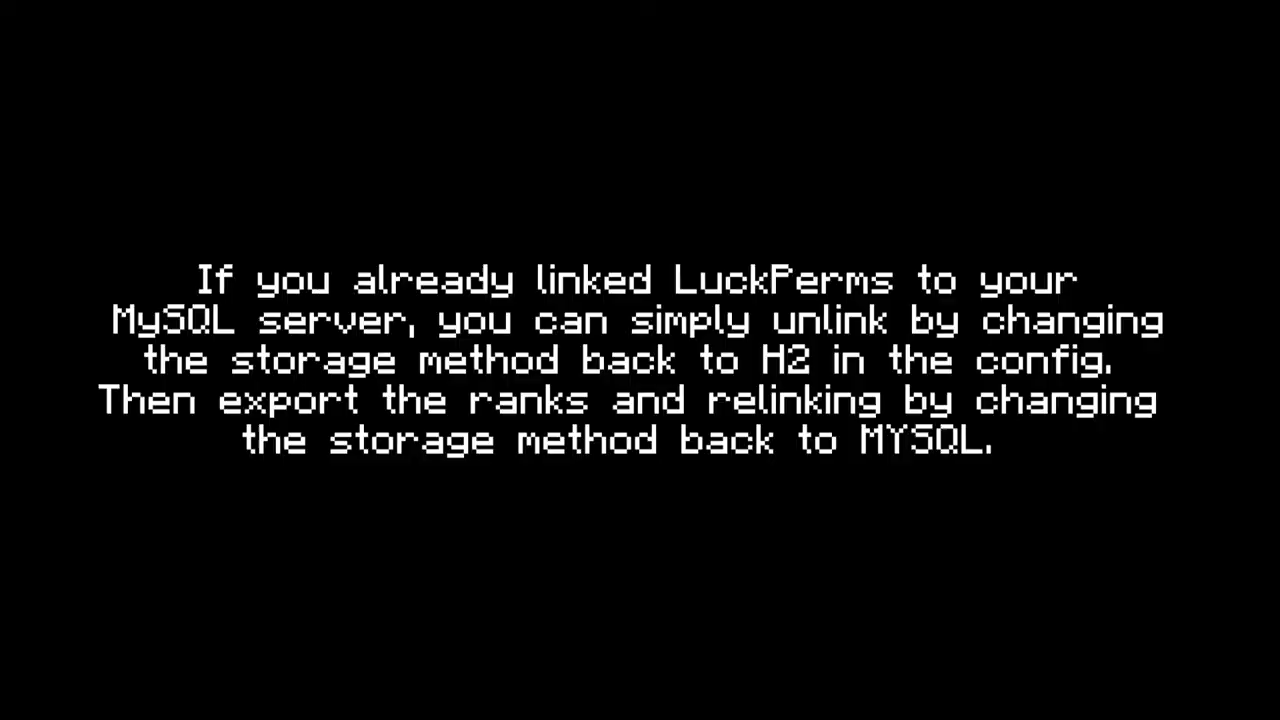 If you already linked LuckPerms to your
MySQL server, you can simply unlink by changing
the storage method back to H2 in the config.
Then export the ranks and relinking by changing
the storage method back to MYSQL.